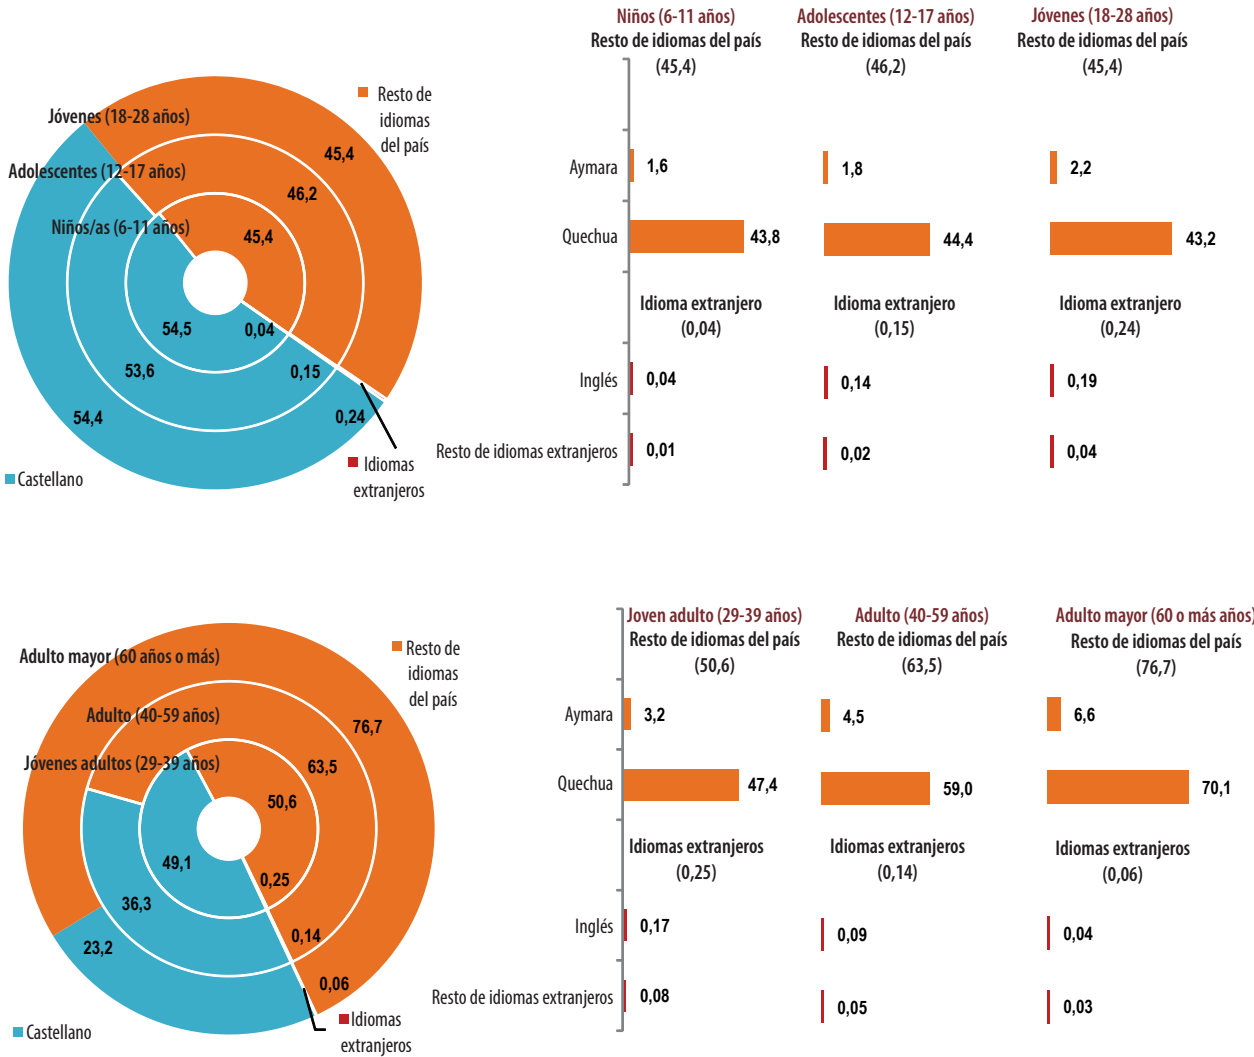 Resto de
idiomas
del país
Jóvenes (18-28 años)
45,4
Adolescentes (12-17 años)
46,2
Niños/as (6-11 años)
45,4
54,5
0,04
53,6
0,15
54,4
0,24
Castellano
Idiomas
extranjeros
Niños (6-11 años)
Resto de idiomas del país
(45,4)
Adolescentes (12-17 años)
Resto de idiomas del país
(46,2)
Jóvenes (18-28 años)
Resto de idiomas del país
(45,4)
Aymara
1,6
1,8
2,2
Quechua
43,8
44,4
43,2
Idioma extranjero
(0,04)
Idioma extranjero
(0,15)
Idioma extranjero
(0,24)
Inglés
0,04
0,14
0,19
Resto de idiomas extranjeros
0,01
0,02
0,04
Adulto mayor (60 años o más)
Resto de
idiomas
del país
76,7
Adulto (40-59 años)
63,5
Jóvenes adultos (29-39 años)
50,6
49,1
0,25
36,3
0,14
23,2
0,06
Castellano
Idiomas
extranjeros
Joven adulto (29-39 años)
Resto de idiomas del país
(50,6)
Adulto (40-59 años)
Resto de idiomas del país
(63,5)
Adulto mayor (60 o más años)
Resto de idiomas del país
(76,7)
Aymara
3,2
4,5
6,6
Quechua
47,4
59,0
70,1
Idiomas extranjeros
(0,25)
Idiomas extranjeros
(0,14)
Idiomas extranjeros
(0,06)
Inglés
0,17
0,09
0,04
Resto de idiomas extranjeros
0,08
0,05
0,03